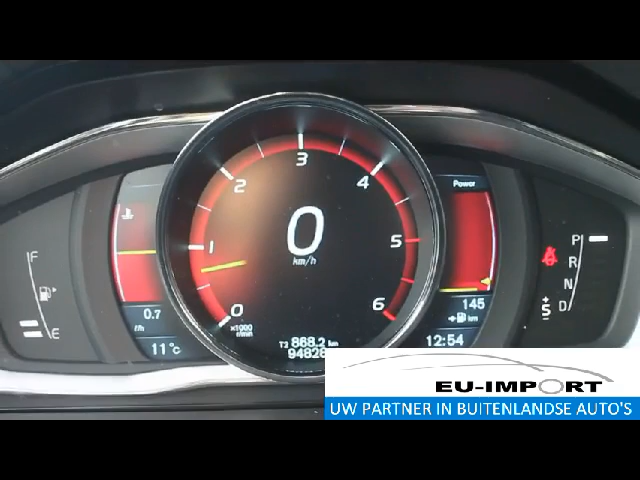 3
2
4
Power
F
1
0
km/h
5
P
R
N
D
S
E
0.7
l/h
0
x1000
r/min
6
145
km
11°C
T2 868.2 km
12:54
EU-IMPORT
UW PARTNER IN BUITENLANDSE AUTO'S